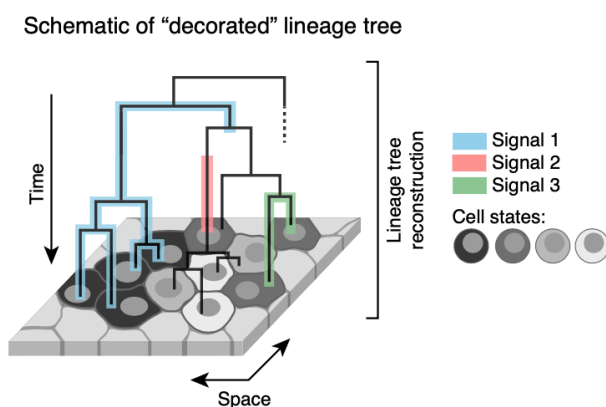 Schematic of “decorated” lineage tree
Time
Lineage tree
reconstruction
Signal 1
Signal 2
Signal 3
Cell states:
Space